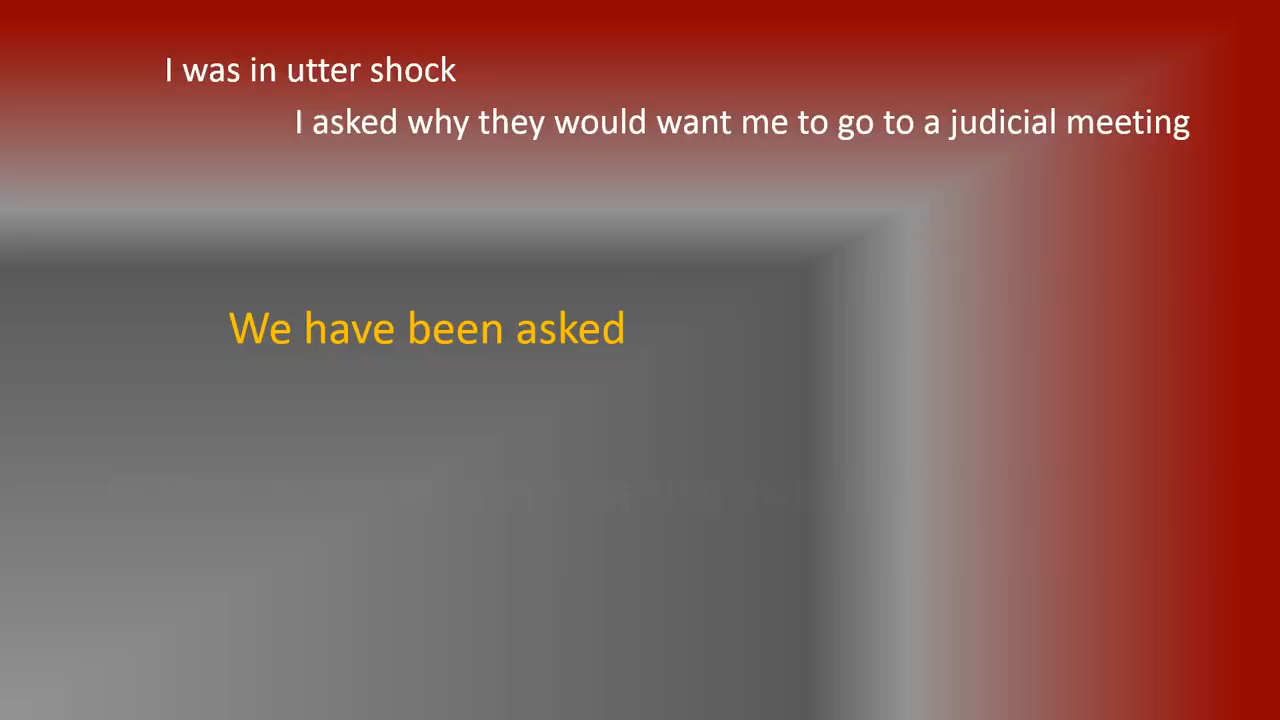 I was in utter shock
I asked why they would want me to go to a judicial meeting
We have been asked